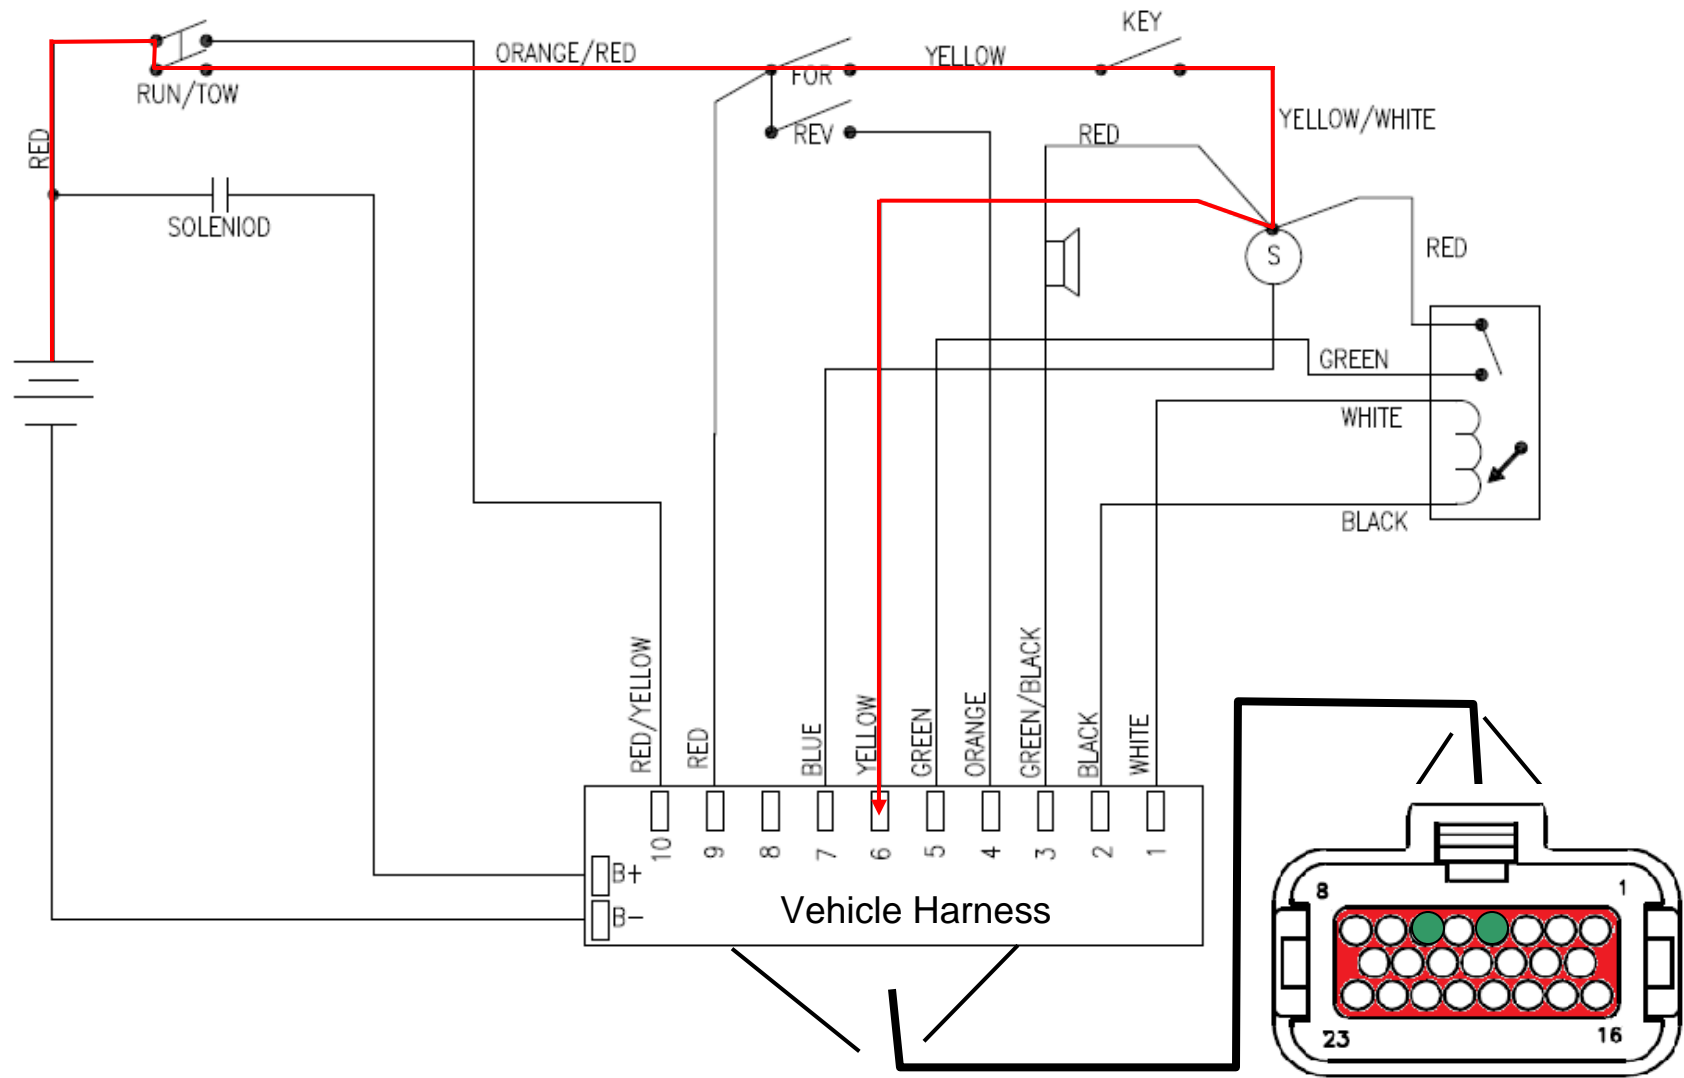 KEY
ORANGE/RED
YELLOW
FOR
RUN/TOW
YELLOW/WHITE
REV
RED
RED
SOLENIOD
RED
S
GREEN
WHITE
BLACK
RED/YELLOW
RED
BLUE
YELLOW
GREEN
ORANGE
GREEN/BLACK
BLACK
WHITE
10
9
8
7
6
5
4
3
2
1
B+
B-
Vehicle Harness
8
1
23
16